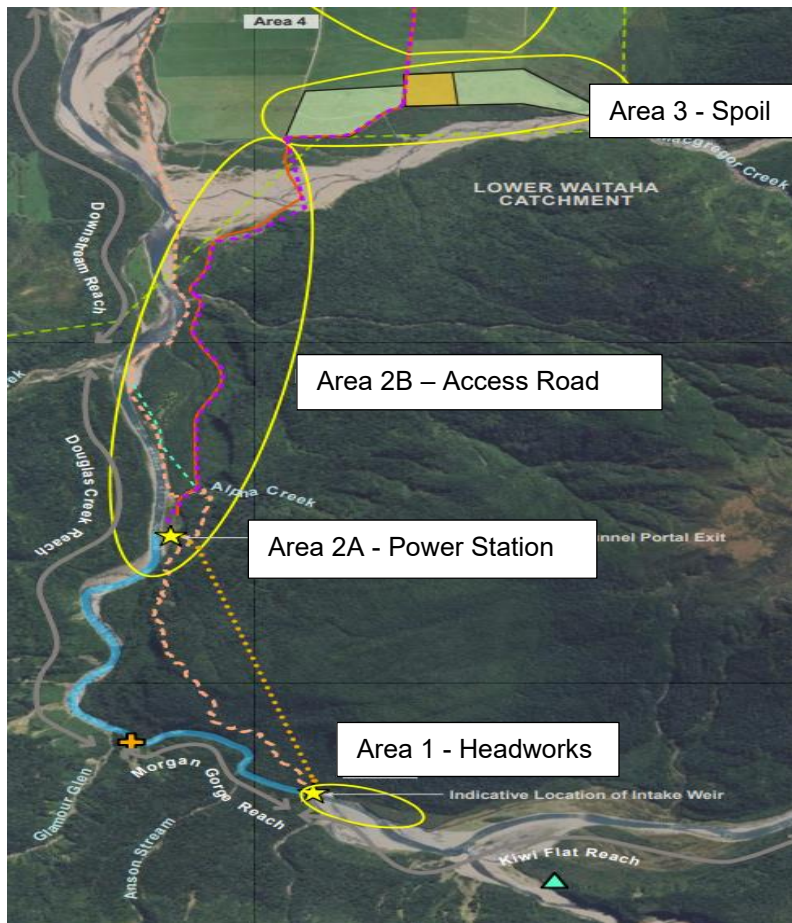 Area 4
Area 3 - Spoil
Creek
LOWER WAITAHA
CATCHMENT
Downstream Reach
Area 2B – Access Road
Douglas Creek Reach
Alpha Creek
Area 2A - Power Station
Portal Exit
Area 1 - Headworks
Morgan Gorge Reach
Indicative Location of Intake Weir
Glamour Glen
Anson Stream
Kiwi Flat Reach